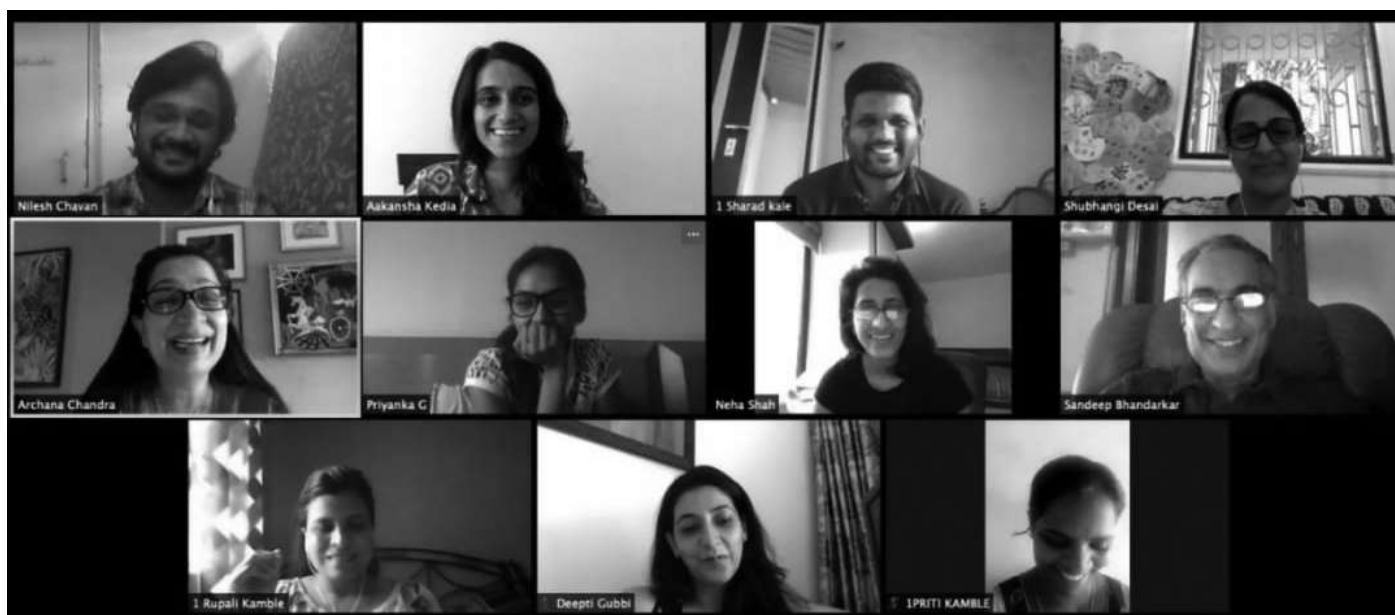 Nilesh Chavan
Aakansha Kedia
1 Sharad kale
Shubhangi Desai
Archana Chandra
Priyanka G
Neha Shah
Sandeep Bhandarkar
1 Rupali Kamble
Deepti Gubbi
1PRITI KAMBLE